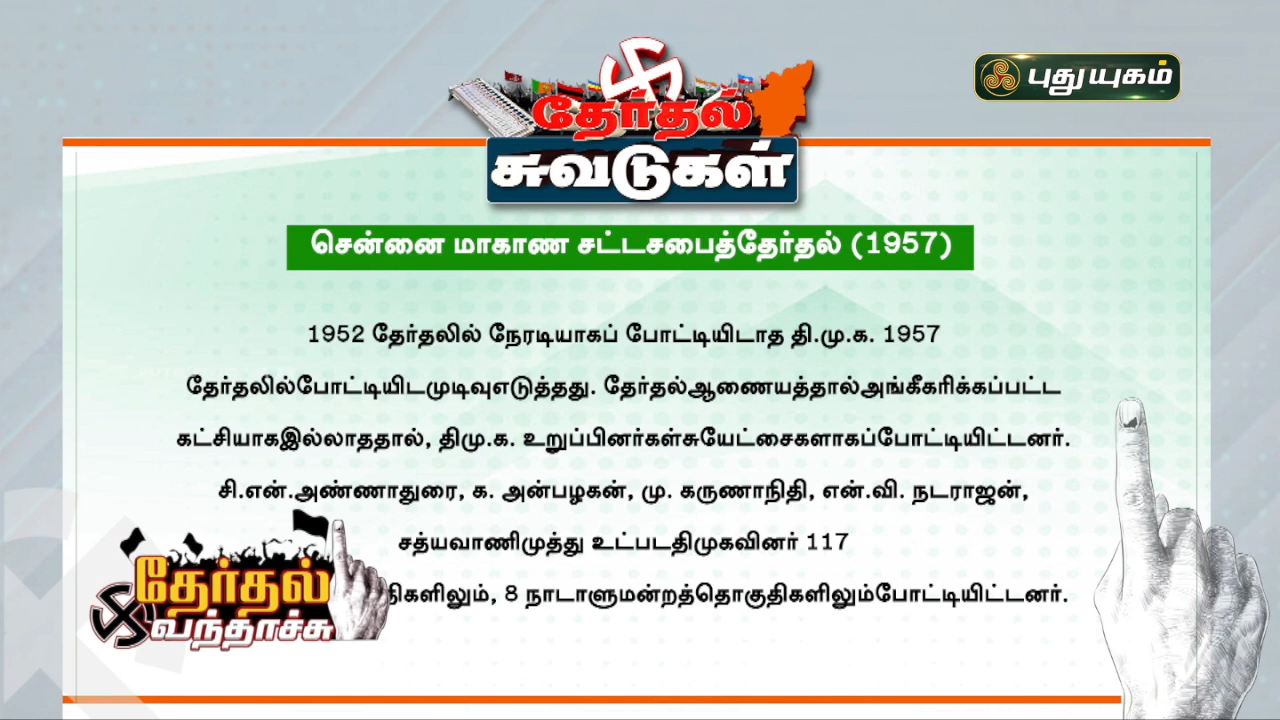 தேர்தல்
சுவடுகள்
புதுயுகம்
சென்னை மாகாண சட்டசபைத்தேர்தல் (1957)
1952 தேர்தலில் நேரடியாகப் போட்டியிடாத தி.மு.க. 1957
தேர்தலில்போட்டியிடமுடிவுஎடுத்தது. தேர்தல்ஆணையத்தால்அங்கீகரிக்கப்பட்ட
கட்சியாகஇல்லாததால், திமு.க. உறுப்பினர்கள்சுயேட்சைகளாகப்போட்டியிட்டனர்.
சி.என்.அண்ணாதுரை, க. அன்பழகன், மு. கருணாநிதி, என்.வி. நடராஜன்,
சத்யவாணிமுத்து உட்படதிமுகவினர் 117
திகளிலும், 8 நாடாளுமன்றத்தொகுதிகளிலும்போட்டியிட்டனர்.
தேர்தல்
வந்தாச்சு